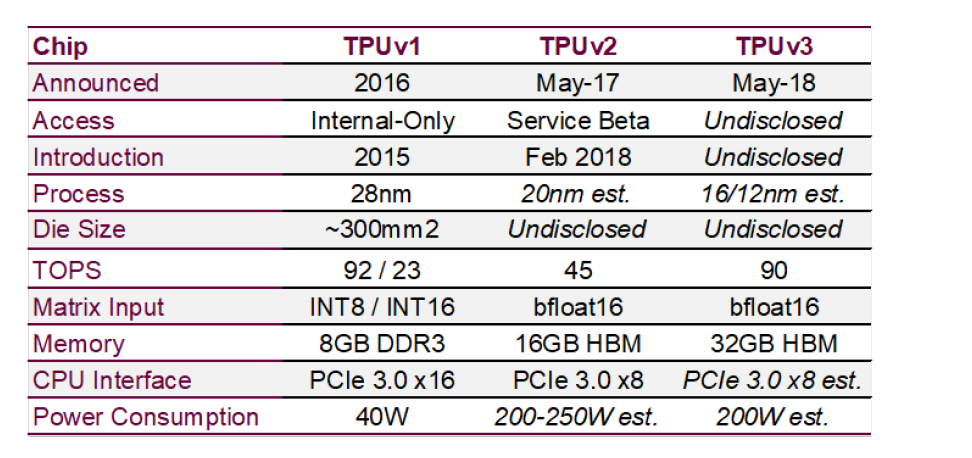 Chip TPUv1 TPUv2 TPUv3
Announced 2016 May-17 May-18
Access Internal-Only Service Beta Undisclosed
Introduction 2015 Feb 2018 Undisclosed
Process 28nm 20nm est. 16/12nm est.
Die Size ~300mm2 Undisclosed Undisclosed
TOPS 92 / 23 45 90
Matrix Input INT8 / INT16 bfloat16 bfloat16
Memory 8GB DDR3 16GB HBM 32GB HBM
CPU Interface PCIe 3.0 x16 PCIe 3.0 x8 PCIe 3.0 x8 est.
Power Consumption 40W 200-250W est. 200W est.